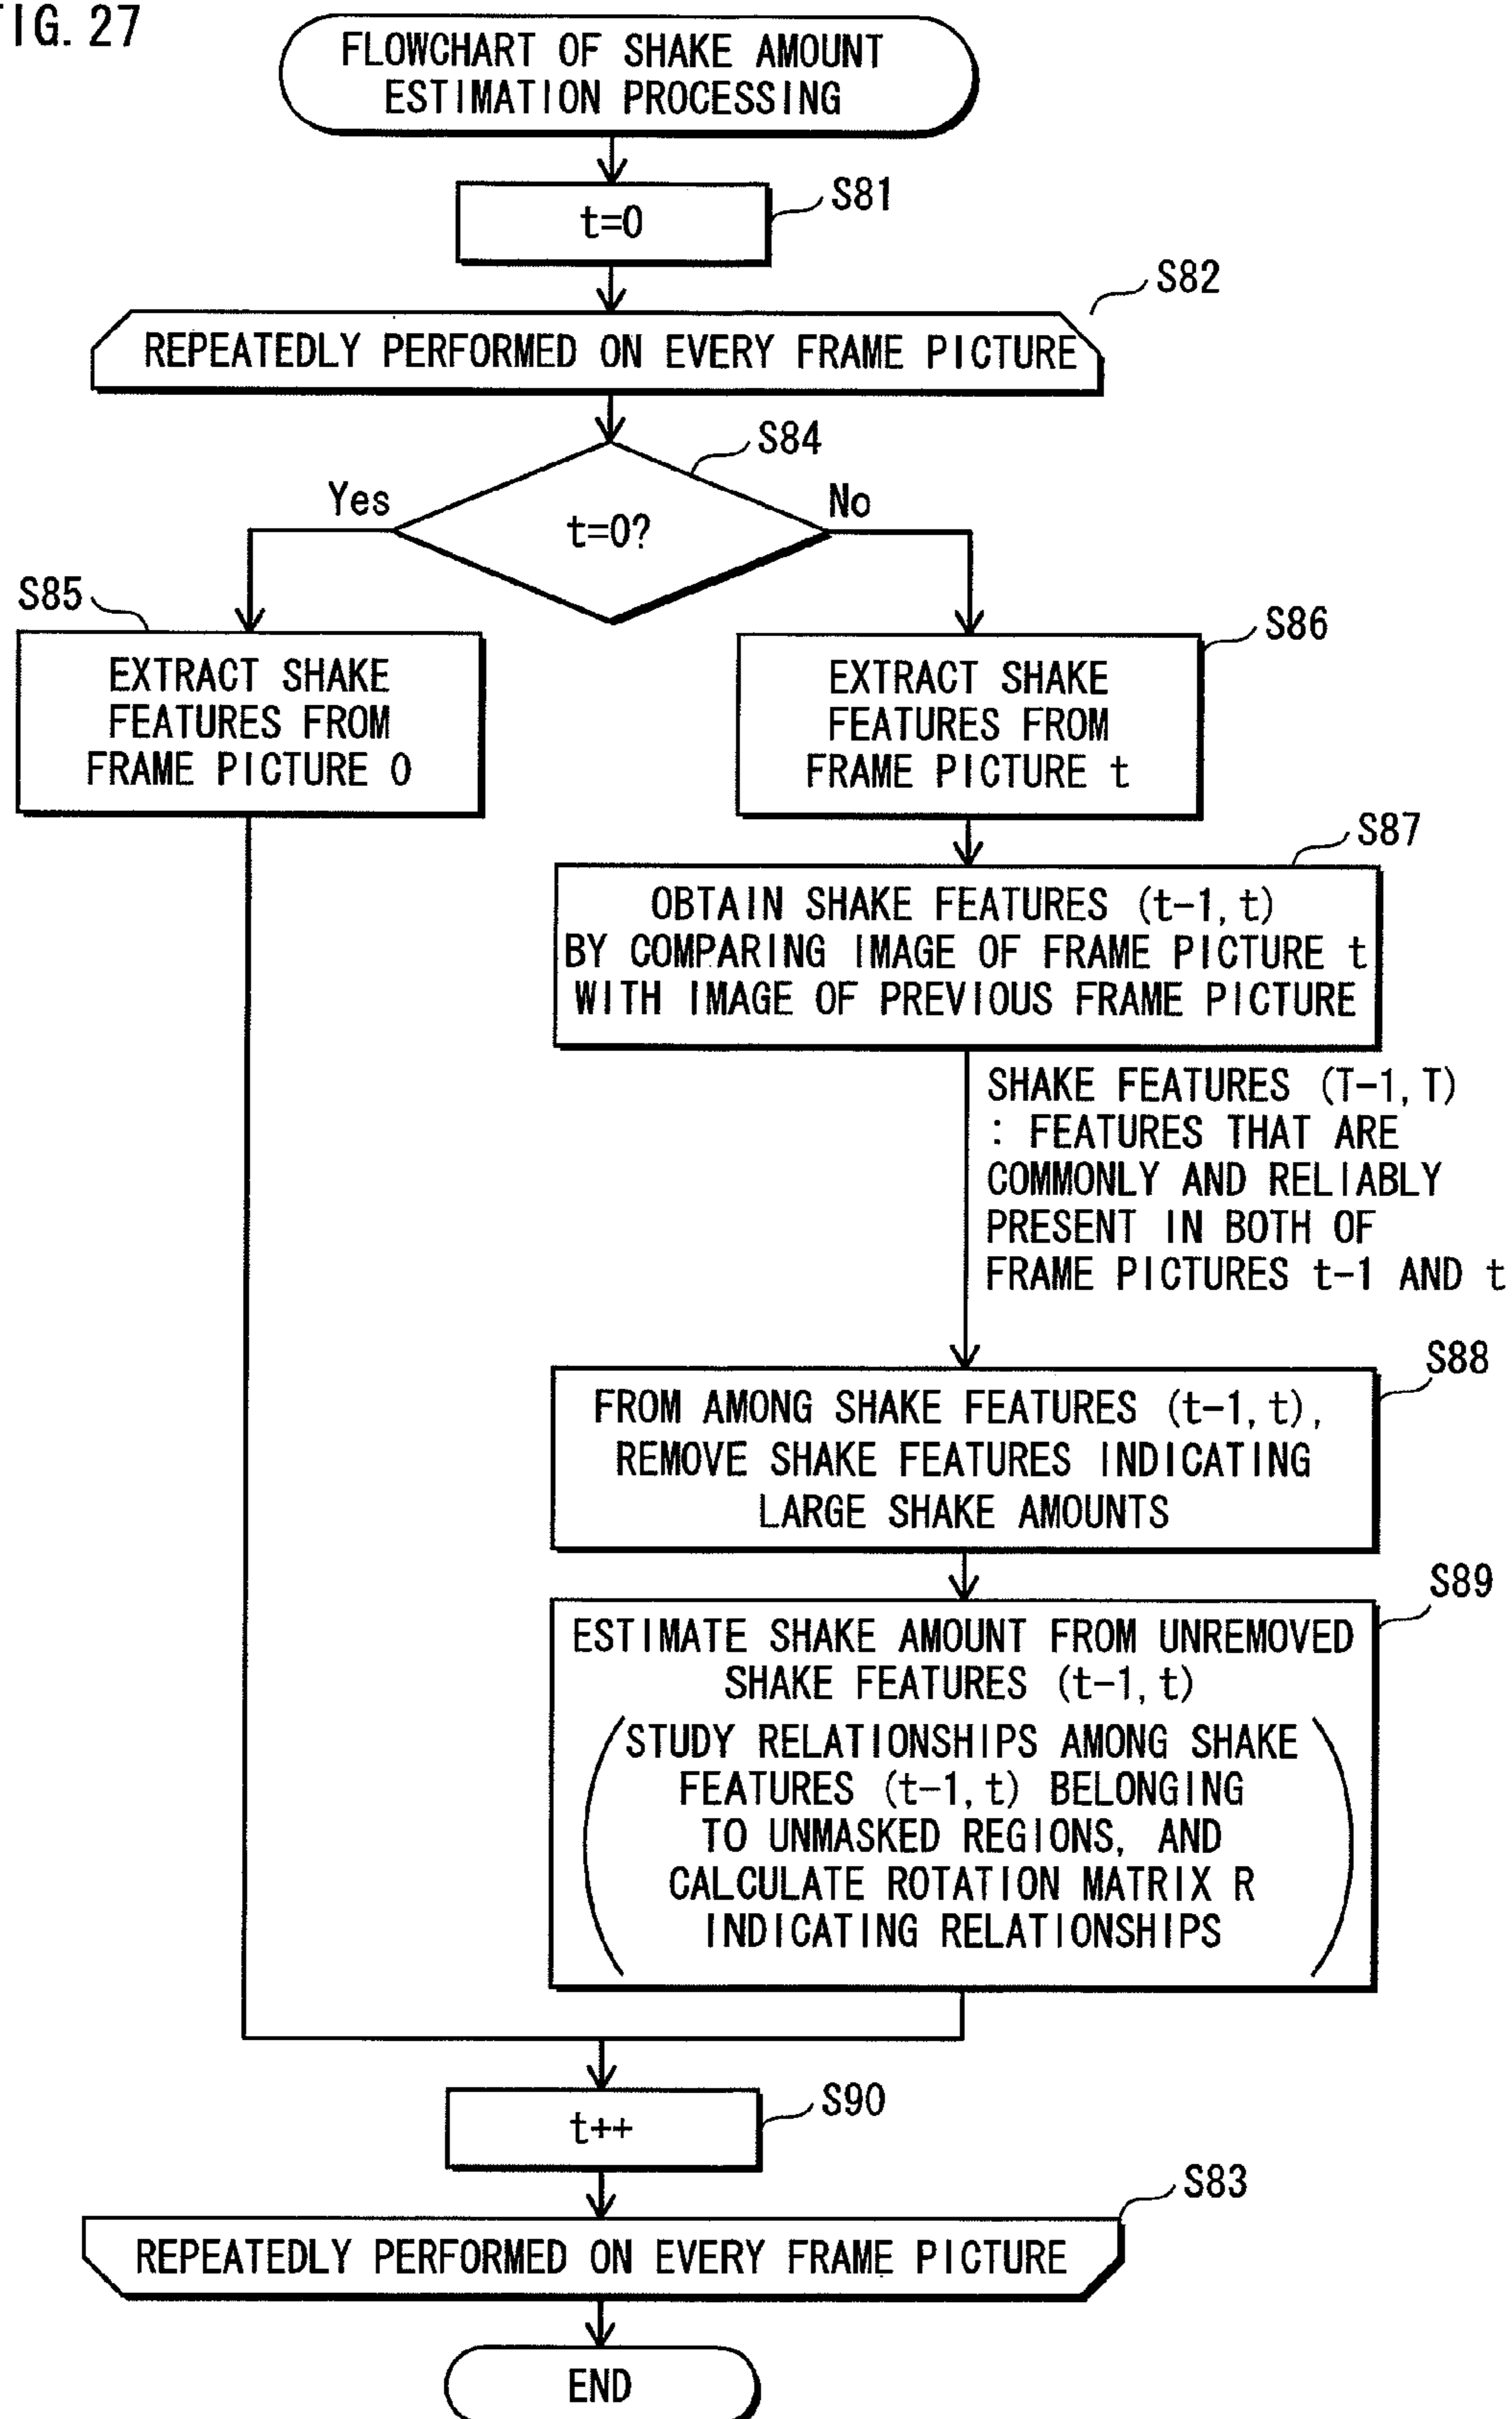 FIG. 27
FLOWCHART OF SHAKE AMOUNT
ESTIMATION PROCESSING
S81
t=0
S82
REPEATEDLY PERFORMED ON EVERY FRAME PICTURE
S84
Yes
No
t=0?
S85
EXTRACT SHAKE
FEATURES FROM
FRAME PICTURE 0
S86
EXTRACT SHAKE
FEATURES FROM
FRAME PICTURE t
S87
OBTAIN SHAKE FEATURES (t-1, t)
BY COMPARING IMAGE OF FRAME PICTURE t
WITH IMAGE OF PREVIOUS FRAME PICTURE
SHAKE FEATURES (T-1, T)
: FEATURES THAT ARE
COMMONLY AND RELIABLY
PRESENT IN BOTH OF
FRAME PICTURES t-1 AND t
S88
FROM AMONG SHAKE FEATURES (t-1, t),
REMOVE SHAKE FEATURES INDICATING
LARGE SHAKE AMOUNTS
S89
ESTIMATE SHAKE AMOUNT FROM UNREMOVED
SHAKE FEATURES (t-1, t)
(STUDY RELATIONSHIPS AMONG SHAKE
FEATURES (t-1, t) BELONGING
TO UNMASKED REGIONS, AND
CALCULATE ROTATION MATRIX R
INDICATING RELATIONSHIPS)
S90
t++
S83
REPEATEDLY PERFORMED ON EVERY FRAME PICTURE
END